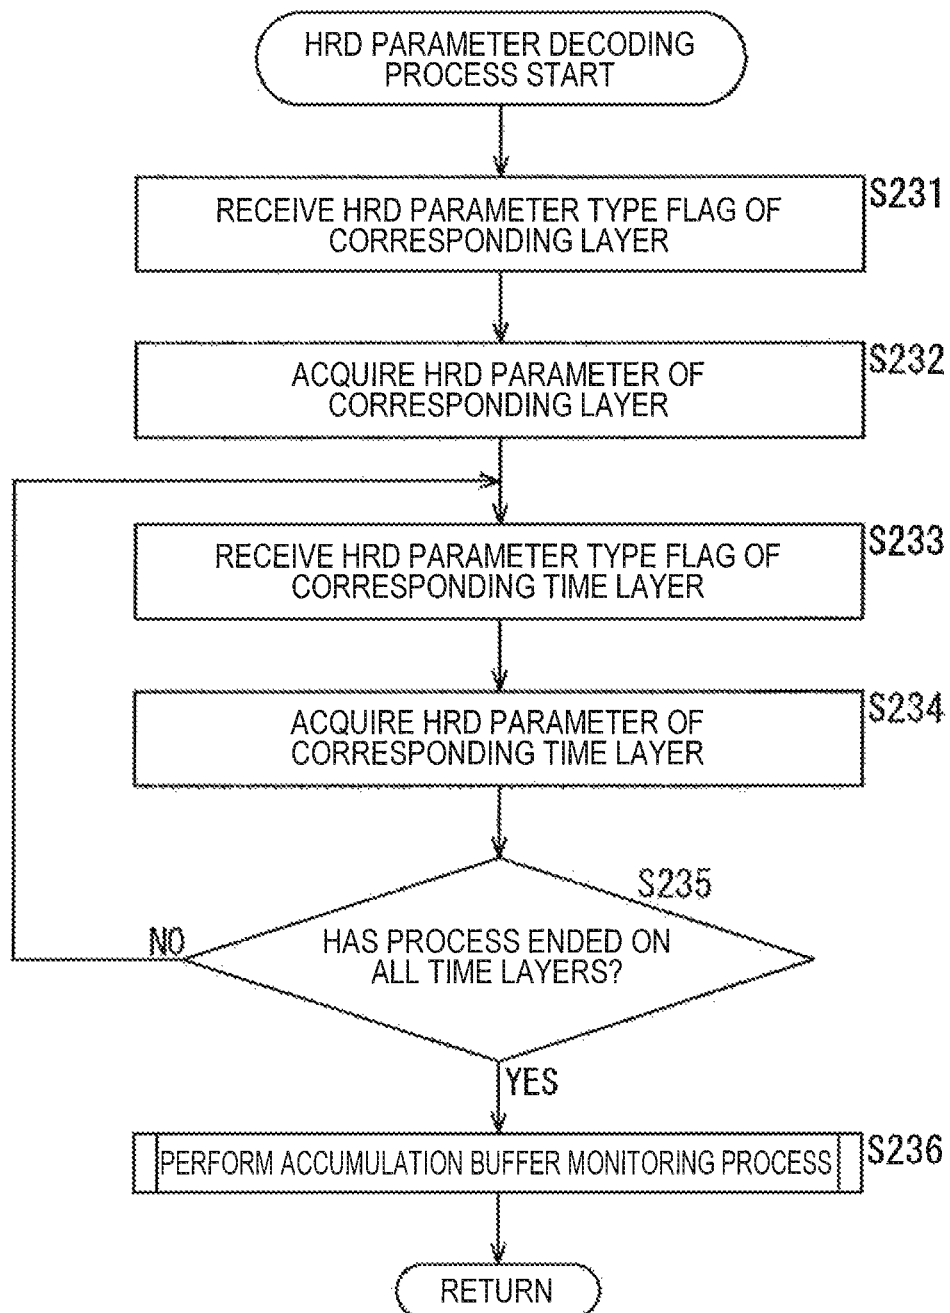 HRD PARAMETER DECODING
PROCESS START
S231
RECEIVE HRD PARAMETER TYPE FLAG OF
CORRESPONDING LAYER
S232
ACQUIRE HRD PARAMETER OF
CORRESPONDING LAYER
S233
RECEIVE HRD PARAMETER TYPE FLAG OF
CORRESPONDING TIME LAYER
S234
ACQUIRE HRD PARAMETER OF
CORRESPONDING TIME LAYER
S235
NO
HAS PROCESS ENDED ON
ALL TIME LAYERS?
YES
PERFORM ACCUMULATION BUFFER MONITORING PROCESS
S236
RETURN